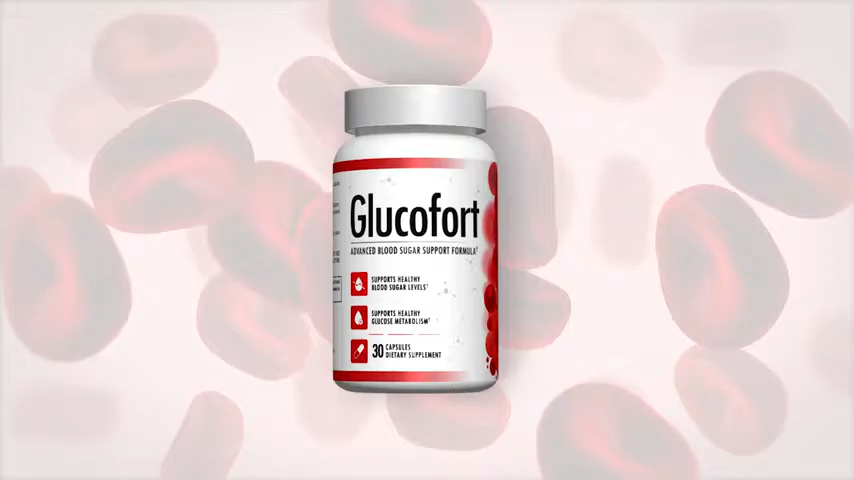 Glucofort
ADVANCED BLOOD SUGAR SUPPORT FORMULA†
SUPPORTS HEALTHY
BLOOD SUGAR LEVELS†
SUPPORTS HEALTHY
GLUCOSE METABOLISM†
30 CAPSULES
DIETARY SUPPLEMENT